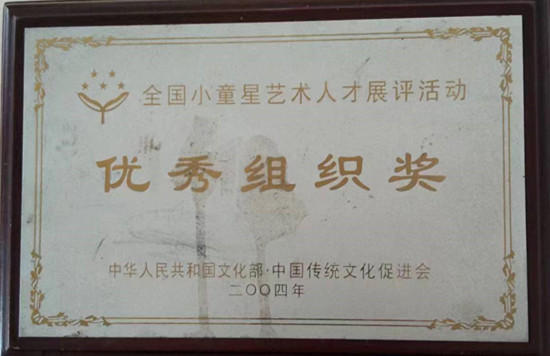 全国小童星艺术人才展评活动
优秀组织奖
中华人民共和国文化部·中国传统文化促进会
二〇〇四年